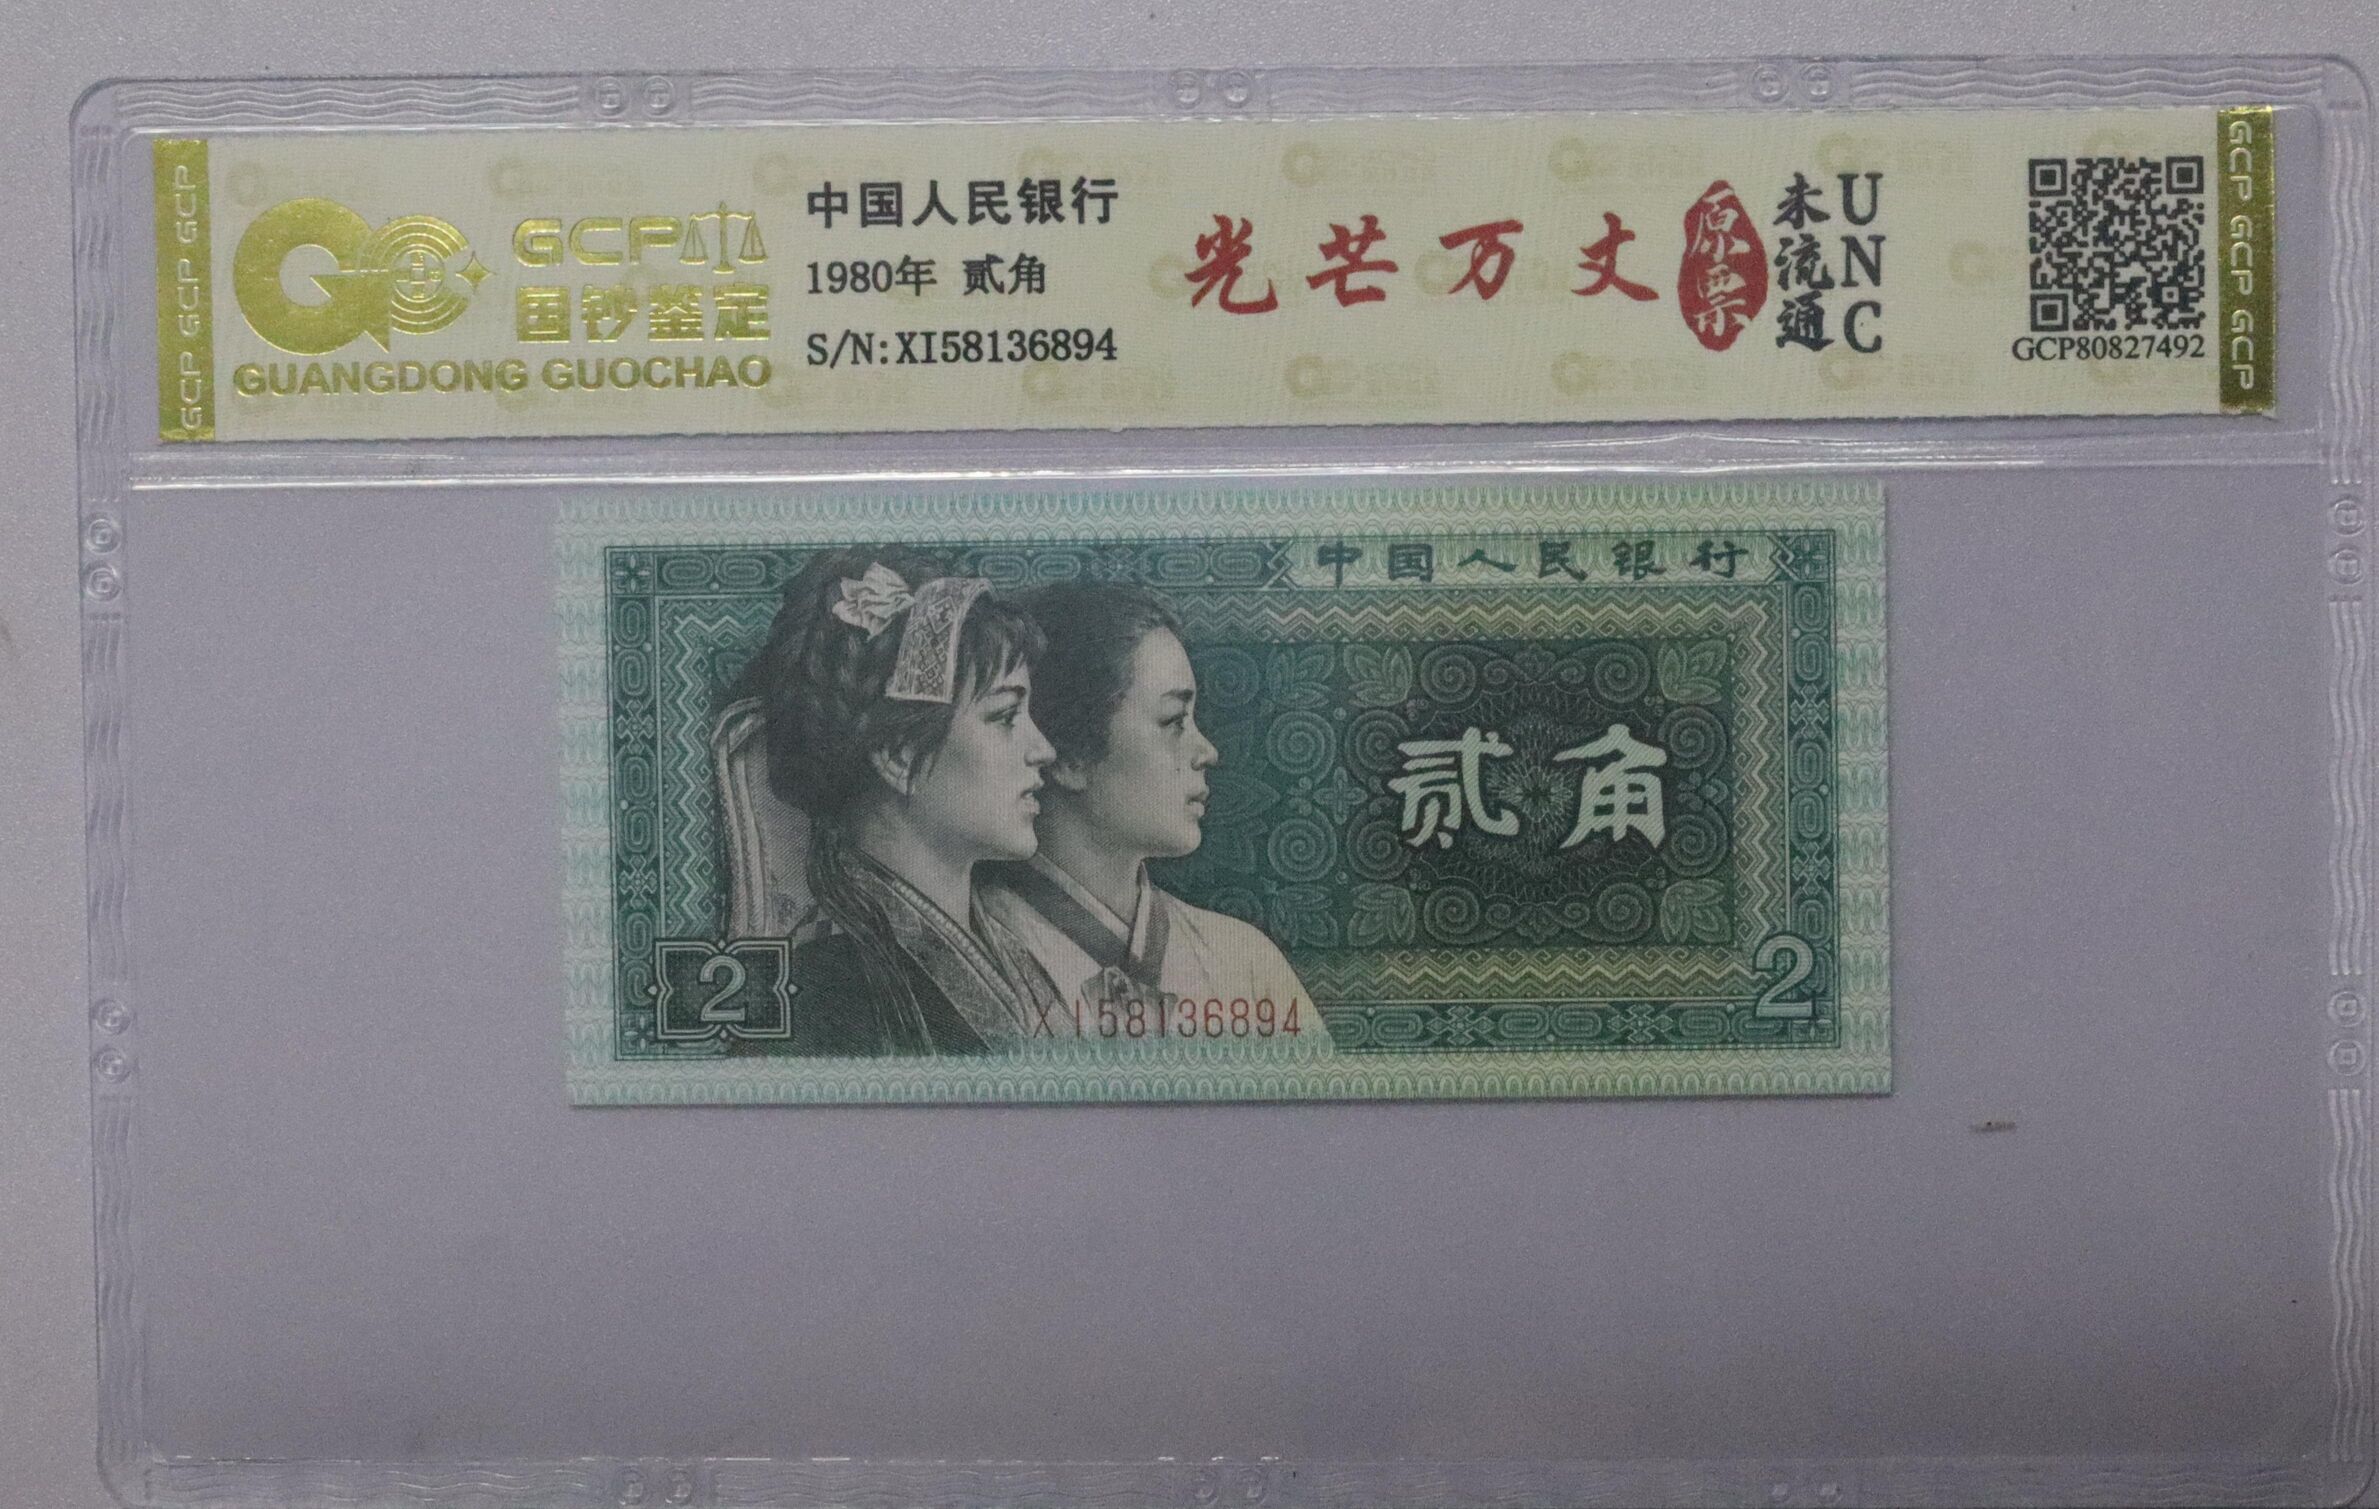 GCP GCP GCP
GCP
国钞鉴定
GUANGDONG GUOCHAO
中国人民银行
1980年 贰角
S/N:XI58136894
光芒万丈
原票
未流通
UNC
GCP80827492
GCP GCP GCP
中国人民银行
贰角
2
XI58136894
2